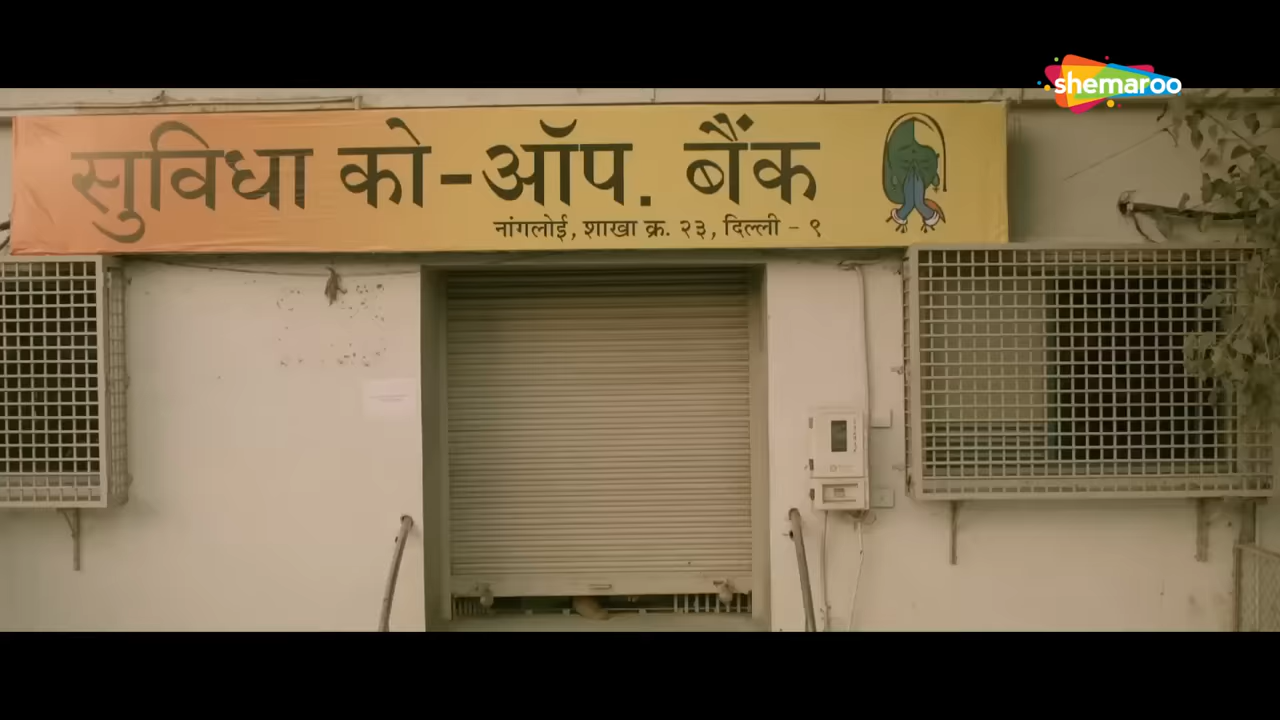 shemaroo
सुविधा को-ऑप. बैंक
नांगलोई, शाखा क्र. २३, दिल्ली - ९